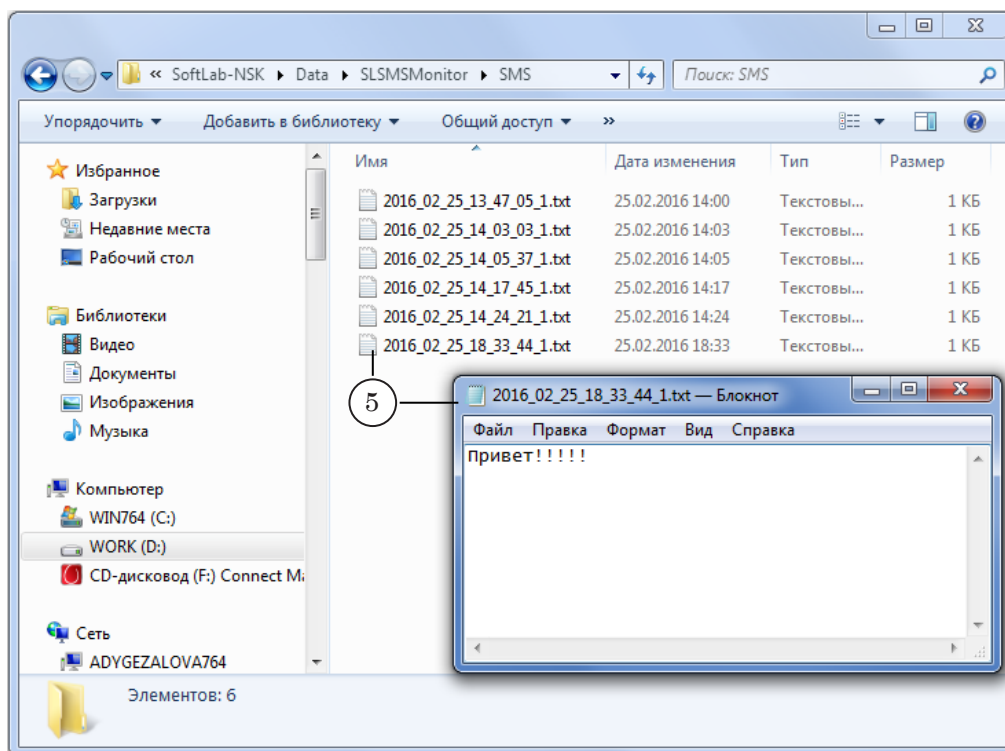 « SoftLab-NSK ▸ Data ▸ SLSMSMonitor ▸ SMS
Поиск: SMS
Упорядочить Добавить в библиотеку Общий доступ »
Имя Дата изменения Тип Размер
Избранное
Загрузки
Недавние места
Рабочий стол
Библиотеки
Видео
Документы
Изображения
Музыка
Компьютер
WIN764 (C:)
WORK (D:)
CD-дисковод (F:) Connect Ma
Сеть
ADYGEZALOVA764
2016_02_25_13_47_05_1.txt 25.02.2016 14:00 Текстовы... 1 КБ
2016_02_25_14_03_03_1.txt 25.02.2016 14:03 Текстовы... 1 КБ
2016_02_25_14_05_37_1.txt 25.02.2016 14:05 Текстовы... 1 КБ
2016_02_25_14_17_45_1.txt 25.02.2016 14:17 Текстовы... 1 КБ
2016_02_25_14_24_21_1.txt 25.02.2016 14:24 Текстовы... 1 КБ
2016_02_25_18_33_44_1.txt 25.02.2016 18:33 Текстовы... 1 КБ
5
2016_02_25_18_33_44_1.txt — Блокнот
Файл Правка Формат Вид Справка
Привет!!!!!
Элементов: 6